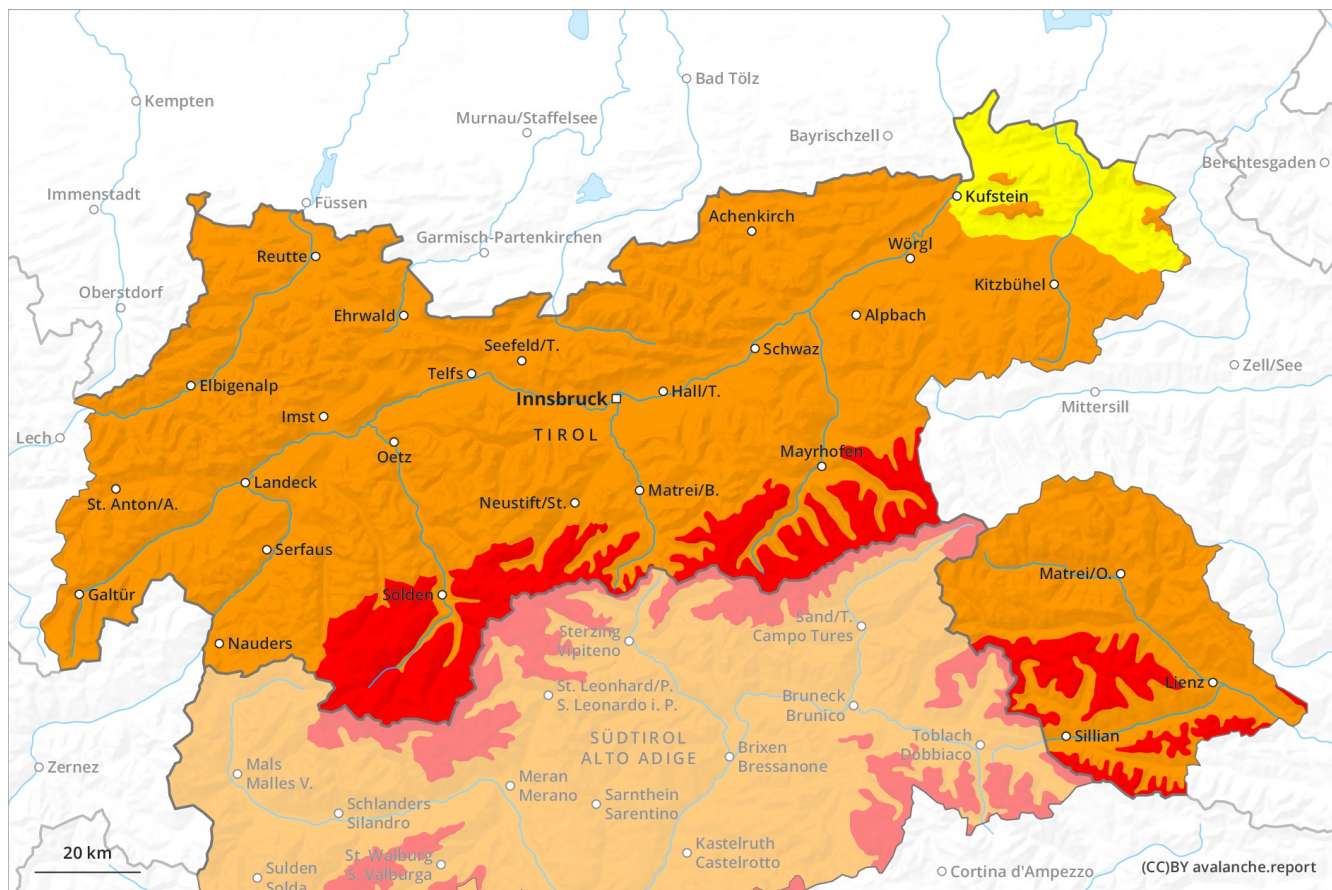 Bad Tölz
Kempten
Murnau/Staffelsee
Bayrischzell
Berchtesgaden
Immenstadt
Füssen
Kufstein
Achenkirch
Garmisch-Partenkirchen
Wörgl
Reutte
Kitzbühel
Oberstdorf
Ehrwald
Alpbach
Seefeld/T.
Schwaz
Zell/See
Telfs
Elbigenalp
Innsbruck
Hall/T.
Mittersill
Imst
TIROL
Lech
Oetz
Mayrhofen
Landeck
Matrei/B.
St. Anton/A.
Neustift/St.
Serfaus
Matrei/O.
Galtür
Sölden
Sand/T.
Campo Tures
Sterzing
Vipiteno
Nauders
Lienz
St. Leonhard/P.
S. Leonardo i. P.
Bruneck
Brunico
Sillian
Toblach
Dobbiaco
SÜDTIROL
ALTO ADIGE
Brixen
Bressanone
Zernez
Mals
Malles V.
Meran
Merano
Sarnthein
Sarentino
Schlanders
Silandro
Kastelruth
Castelrotto
20 km
St. Walburg
S. Valburga
Sulden
Solda
Cortina d'Ampezzo
(CC)BY avalanche.report